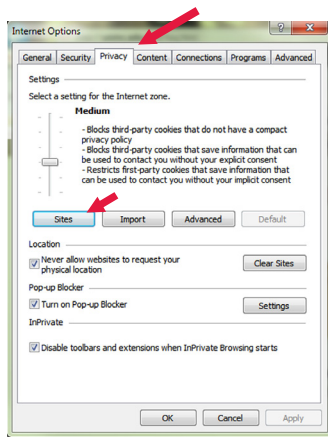 Internet Options
General Security Privacy Content Connections Programs Advanced
Settings
Select a setting for the Internet zone.
Medium
- Blocks third-party cookies that do not have a compact
privacy policy
- Blocks third-party cookies that save information that can
be used to contact you without your explicit consent
- Restricts first-party cookies that save information that
can be used to contact you without your implicit consent
Sites Import Advanced Default
Location
Never allow websites to request your
physical location
Clear Sites
Pop-up Blocker
Turn on Pop-up Blocker
Settings
InPrivate
Disable toolbars and extensions when InPrivate Browsing starts
OK Cancel Apply